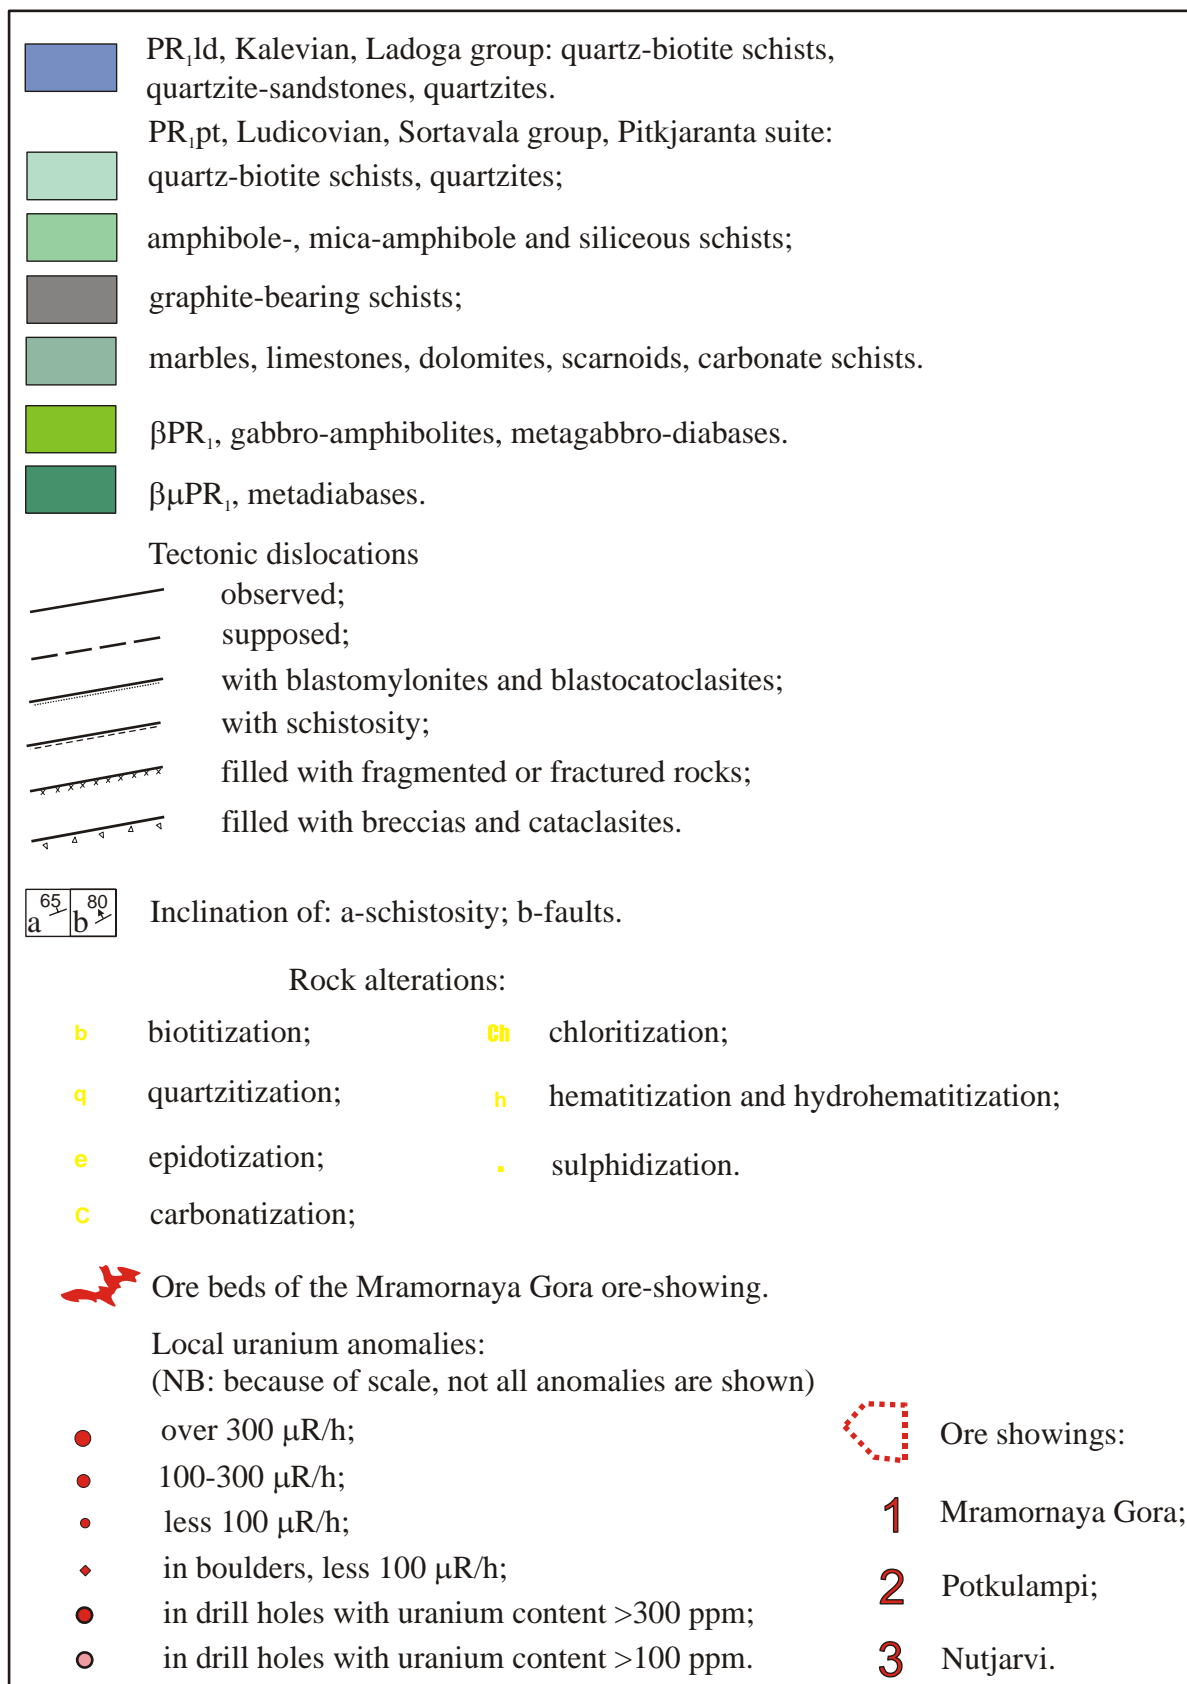 PR₁ld, Kalevian, Ladoga group: quartz-biotite schists,
quartzite-sandstones, quartzites.
PR₁pt, Ludicovian, Sortavala group, Pitkjaranta suite:
quartz-biotite schists, quartzites;
amphibole-, mica-amphibole and siliceous schists;
graphite-bearing schists;
marbles, limestones, dolomites, scarnoids, carbonate schists.
βPR₁, gabbro-amphibolites, metagabbro-diabases.
βμPR₁, metadiabases.
Tectonic dislocations
observed;
supposed;
with blastomylonites and blastocatoclasites;
with schistosity;
filled with fragmented or fractured rocks;
filled with breccias and cataclasites.
a 65 b 80 Inclination of: a-schistosity; b-faults.
Rock alterations:
b biotitization; Ch chloritization;
q quartzitization; h hematitization and hydrohematitization;
e epidotization; sulphidization.
C carbonatization;
Ore beds of the Mramornaya Gora ore-showing.
Local uranium anomalies:
(NB: because of scale, not all anomalies are shown)
over 300 μR/h; Ore showings:
100-300 μR/h;
less 100 μR/h; 1 Mramornaya Gora;
in boulders, less 100 μR/h; 2 Potkulampi;
in drill holes with uranium content >300 ppm;
in drill holes with uranium content >100 ppm. 3 Nutjarvi.